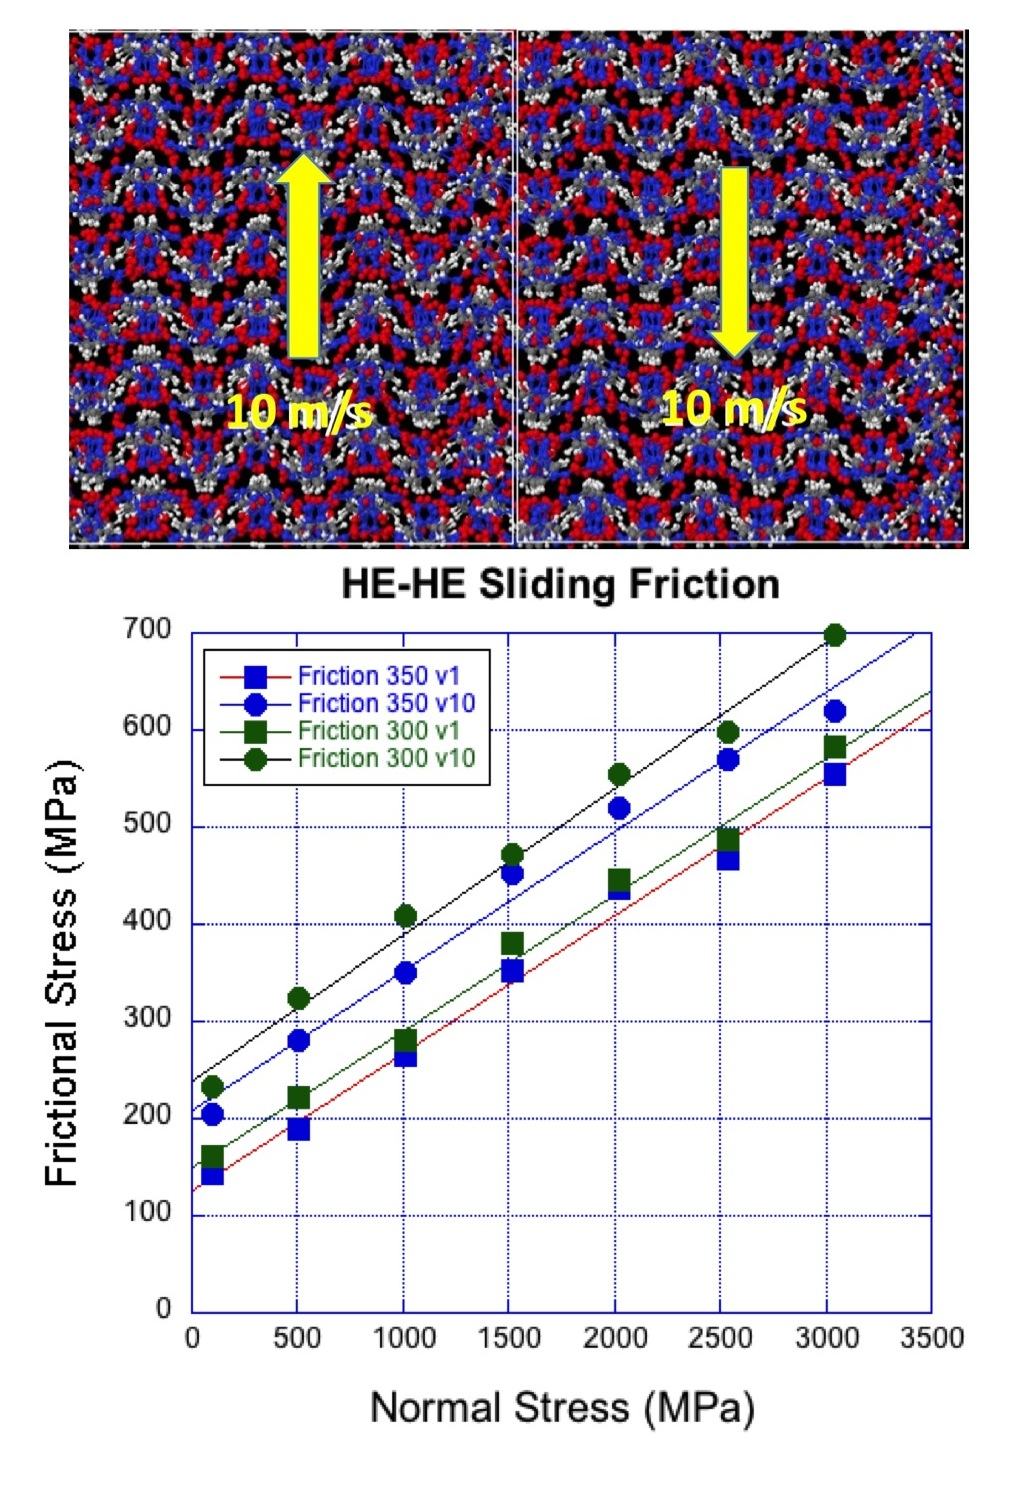 10 m/s
10 m/s
HE-HE Sliding Friction
700
600
500
400
300
200
100
0
Friction 350 v1
Friction 350 v10
Friction 300 v1
Friction 300 v10
Frictional Stress (MPa)
0 500 1000 1500 2000 2500 3000 3500
Normal Stress (MPa)